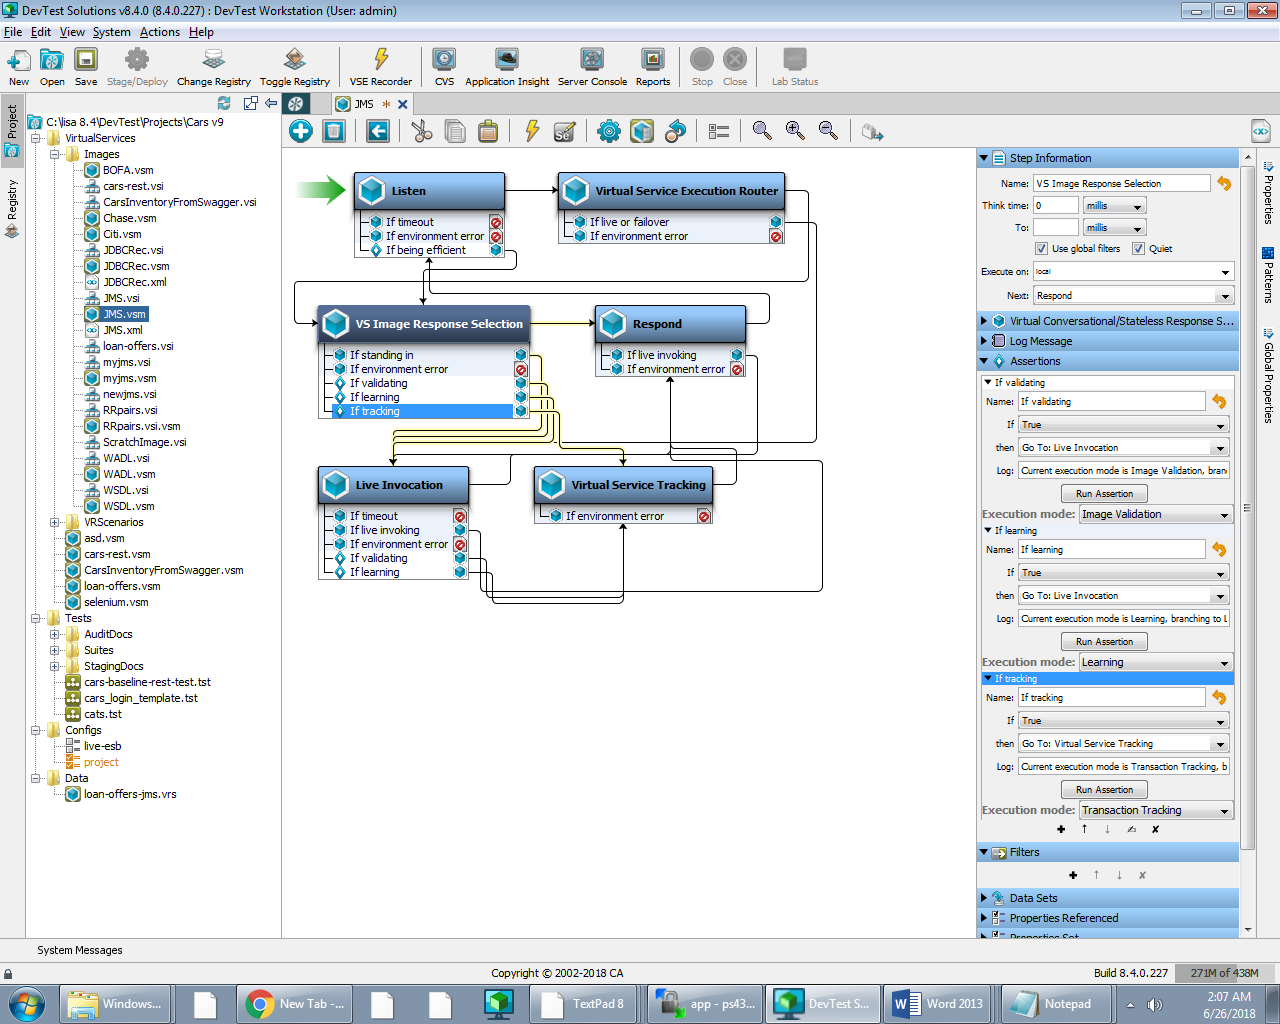 DevTest Solutions v8.4.0 (8.4.0.227) : DevTest Workstation (User: admin)
File Edit View System Actions Help
New Open Save Stage/Deploy Change Registry Toggle Registry VSE Recorder CVS Application Insight Server Console Reports Stop Close Lab Status
Project
Registry
C:\lisa 8.4\DevTest\Projects\Cars v9
VirtualServices
Images
BOFA.vsm
cars-rest.vsi
CarsInventoryFromSwagger.vsi
Chase.vsm
Citi.vsm
JDBCRec.vsi
JDBCRec.vsm
JDBCRec.xml
JMS.vsi
JMS.vsm
JMS.xml
loan-offers.vsi
myjms.vsi
myjms.vsm
newjms.vsi
RRpairs.vsi
RRpairs.vsi.vsm
ScratchImage.vsi
WADL.vsi
WADL.vsm
WSDL.vsi
WSDL.vsm
VRScenarios
asd.vsm
cars-rest.vsm
CarsInventoryFromSwagger.vsm
loan-offers.vsm
selenium.vsm
Tests
AuditDocs
Suites
StagingDocs
cars-baseline-rest-test.tst
cars_login_template.tst
cats.tst
Configs
live-esb
project
Data
loan-offers-jms.vrs
JMS *
Se
Listen
If timeout
If environment error
If being efficient
Virtual Service Execution Router
If live or failover
If environment error
VS Image Response Selection
If standing in
If environment error
If validating
If learning
If tracking
Respond
If live invoking
If environment error
Live Invocation
If timeout
If live invoking
If environment error
If validating
If learning
Virtual Service Tracking
If environment error
Step Information
Name: VS Image Response Selection
Think time: 0 millis
To: millis
Use global filters Quiet
Execute on: local
Next: Respond
Virtual Conversational/Stateless Response S...
Log Message
Assertions
If validating
Name: If validating
If True
then Go To: Live Invocation
Log: Current execution mode is Image Validation, bran
Run Assertion
Execution mode: Image Validation
If learning
Name: If learning
If True
then Go To: Live Invocation
Log: Current execution mode is Learning, branching to L
Run Assertion
Execution mode: Learning
If tracking
Name: If tracking
If True
then Go To: Virtual Service Tracking
Log: Current execution mode is Transaction Tracking, b
Run Assertion
Execution mode: Transaction Tracking
Filters
Data Sets
Properties Referenced
Properties Set
Properties
Patterns
Global Properties
System Messages
Copyright © 2002-2018 CA
Build 8.4.0.227 271M of 438M
Windows... New Tab -... TextPad 8 app - ps43... DevTest S... Word 2013 Notepad
2:07 AM
6/26/2018